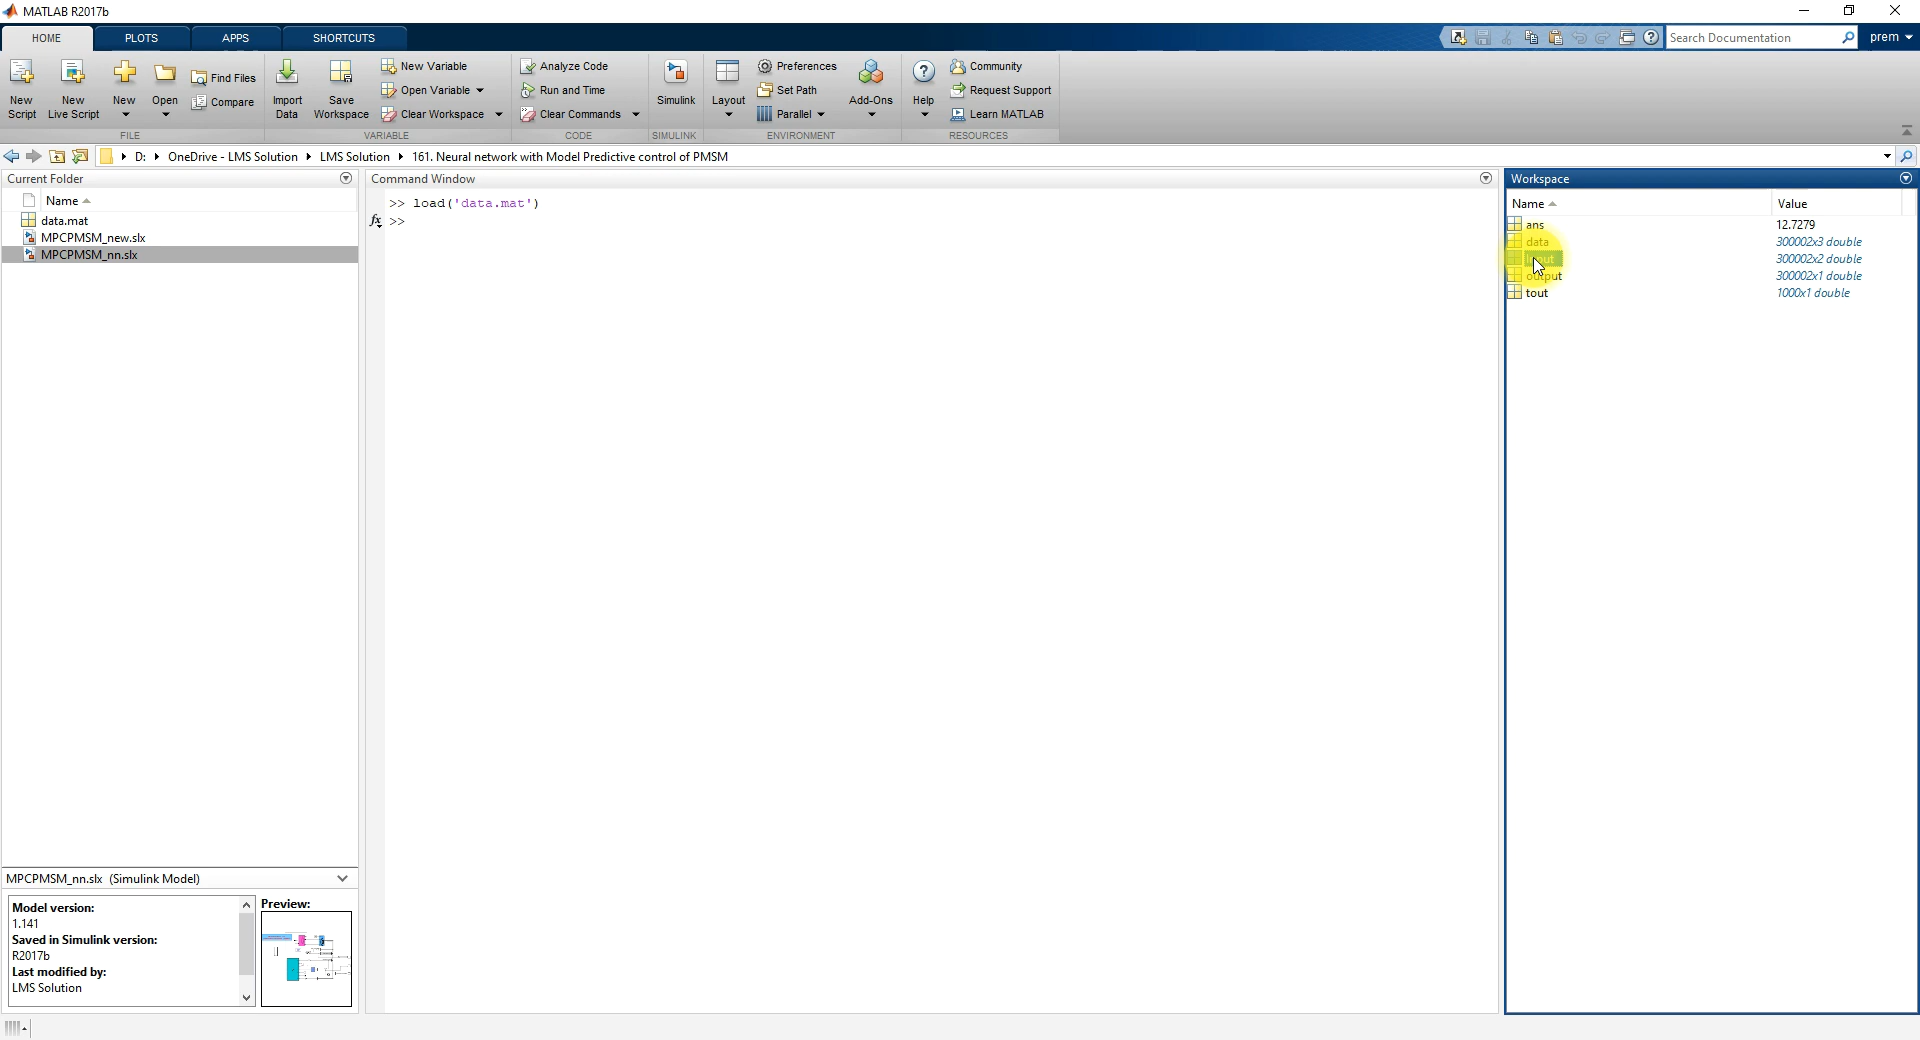 MATLAB R2017b
HOME
PLOTS
APPS
SHORTCUTS
Search Documentation
prem
New Script
New Live Script
New
Open
Find Files
Compare
Import Data
Save Workspace
New Variable
Open Variable
Clear Workspace
Analyze Code
Run and Time
Clear Commands
Simulink
Layout
Preferences
Set Path
Parallel
Add-Ons
Help
Community
Request Support
Learn MATLAB
FILE
VARIABLE
CODE
SIMULINK
ENVIRONMENT
RESOURCES
D: OneDrive - LMS Solution LMS Solution 161. Neural network with Model Predictive control of PMSM
Current Folder
Name
data.mat
MPCPMSM_new.slx
MPCPMSM_nn.slx
Command Window
>> load('data.mat')
fx >>
Workspace
Name Value
ans 12.7279
data 300002x3 double
300002x2 double
output 300002x1 double
tout 1000x1 double
MPCPMSM_nn.slx (Simulink Model)
Model version:
1.141
Saved in Simulink version:
R2017b
Last modified by:
LMS Solution
Preview: